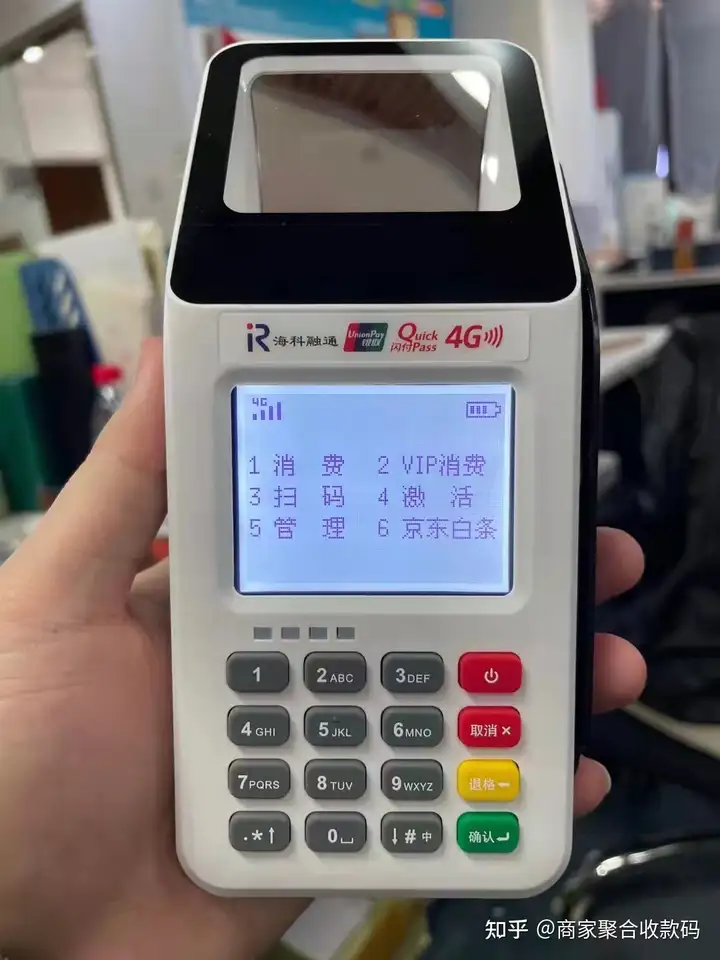 iR 海科融通 UnionPay 银联 Quick Pass 闪付 4G
4G
1 消 费 2 VIP消费
3 扫 码 4 激 活
5 管 理 6 京东白条
1 2ABC 3DEF
4GHI 5JKL 6MNO 取消×
7PQRS 8TUV 9WXYZ 退格←
.*↑ 0⎵ ↓#中 确认↵
知乎 @商家聚合收款码